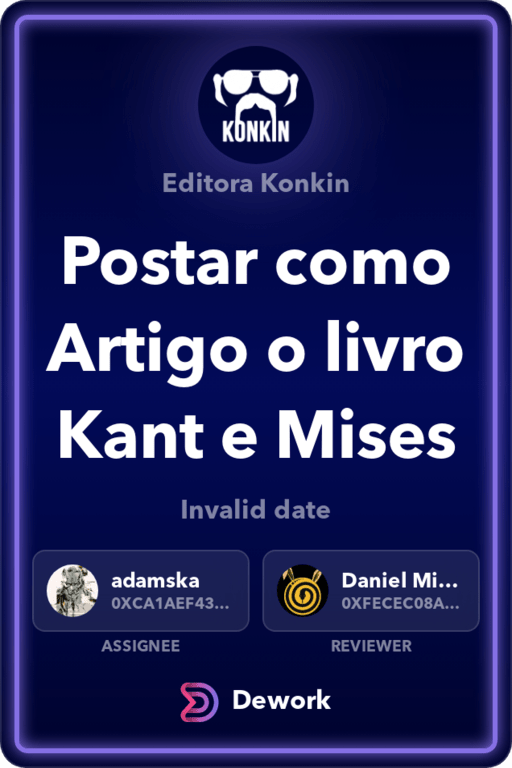 KONKIN
Editora Konkin
Postar como
Artigo o livro
Kant e Mises
Invalid date
adamska
0XCA1AEF43...
ASSIGNEE
Daniel Mi...
0XFECEC08A...
REVIEWER
Dework